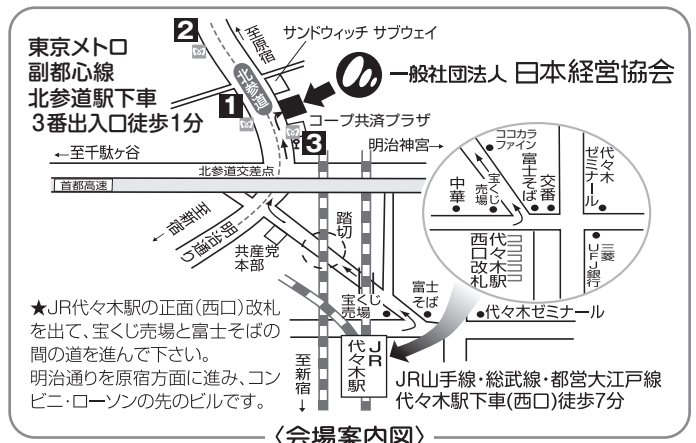 東京メトロ
副都心線
北参道駅下車
3番出入口徒歩1分
2
至原宿
サンドウィッチ サブウェイ
一般社団法人 日本経営協会
北参道
1
コープ共済プラザ
3
←至千駄ヶ谷
明治神宮→
北参道交差点
首都高速
至新宿
明治通り
共産党
本部
踏切
宝くじ
売場
富士
そば
代々木ゼミナール
JR
代々木駅
至新宿
ココカラ
ファイン
中華
宝くじ
売場
富士そば
交番
代々木
ゼミナール
代々木駅
西口改札
三菱
UFJ銀行
★JR代々木駅の正面(西口)改札
を出て、宝くじ売場と富士そばの
間の道を進んで下さい。
明治通りを原宿方面に進み、コン
ビニ・ローソンの先のビルです。
JR山手線・総武線・都営大江戸線
代々木駅下車(西口)徒歩7分
〈会場案内図〉